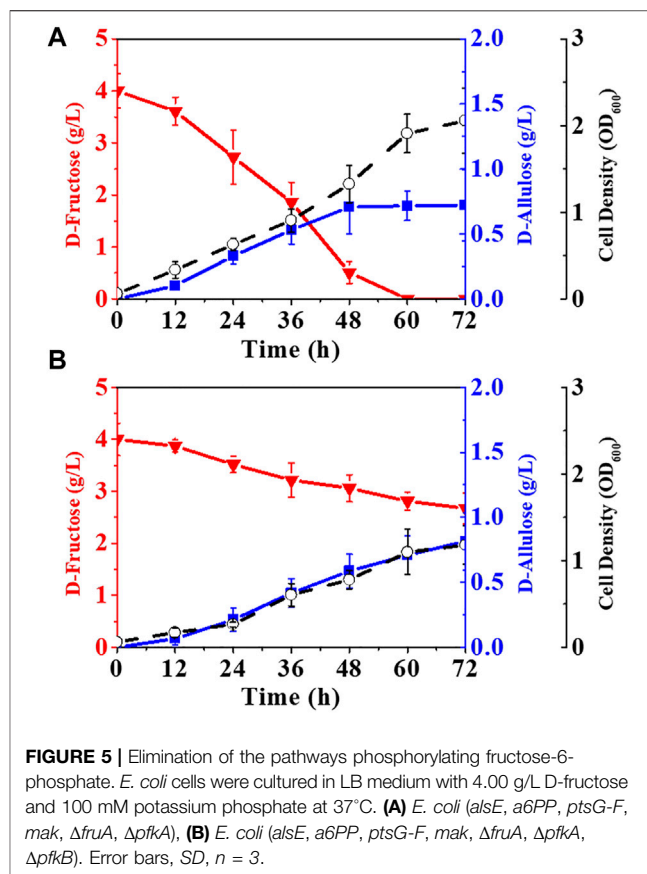 A
D-Fructose (g/L)
5
4
3
2
1
0
D-Allulose (g/L)
2.0
1.5
1.0
0.5
0.0
Cell Density (OD600)
3
2
1
0
0 12 24 36 48 60 72
Time (h)
B
D-Fructose (g/L)
5
4
3
2
1
0
D-Allulose (g/L)
2.0
1.5
1.0
0.5
0.0
Cell Density (OD600)
3
2
1
0
0 12 24 36 48 60 72
Time (h)
FIGURE 5 | Elimination of the pathways phosphorylating fructose-6-
phosphate. E. coli cells were cultured in LB medium with 4.00 g/L D-fructose
and 100 mM potassium phosphate at 37°C. (A) E. coli (alsE, a6PP, ptsG-F,
mak, ΔfruA, ΔpfkA), (B) E. coli (alsE, a6PP, ptsG-F, mak, ΔfruA, ΔpfkA,
ΔpfkB). Error bars, SD, n = 3.